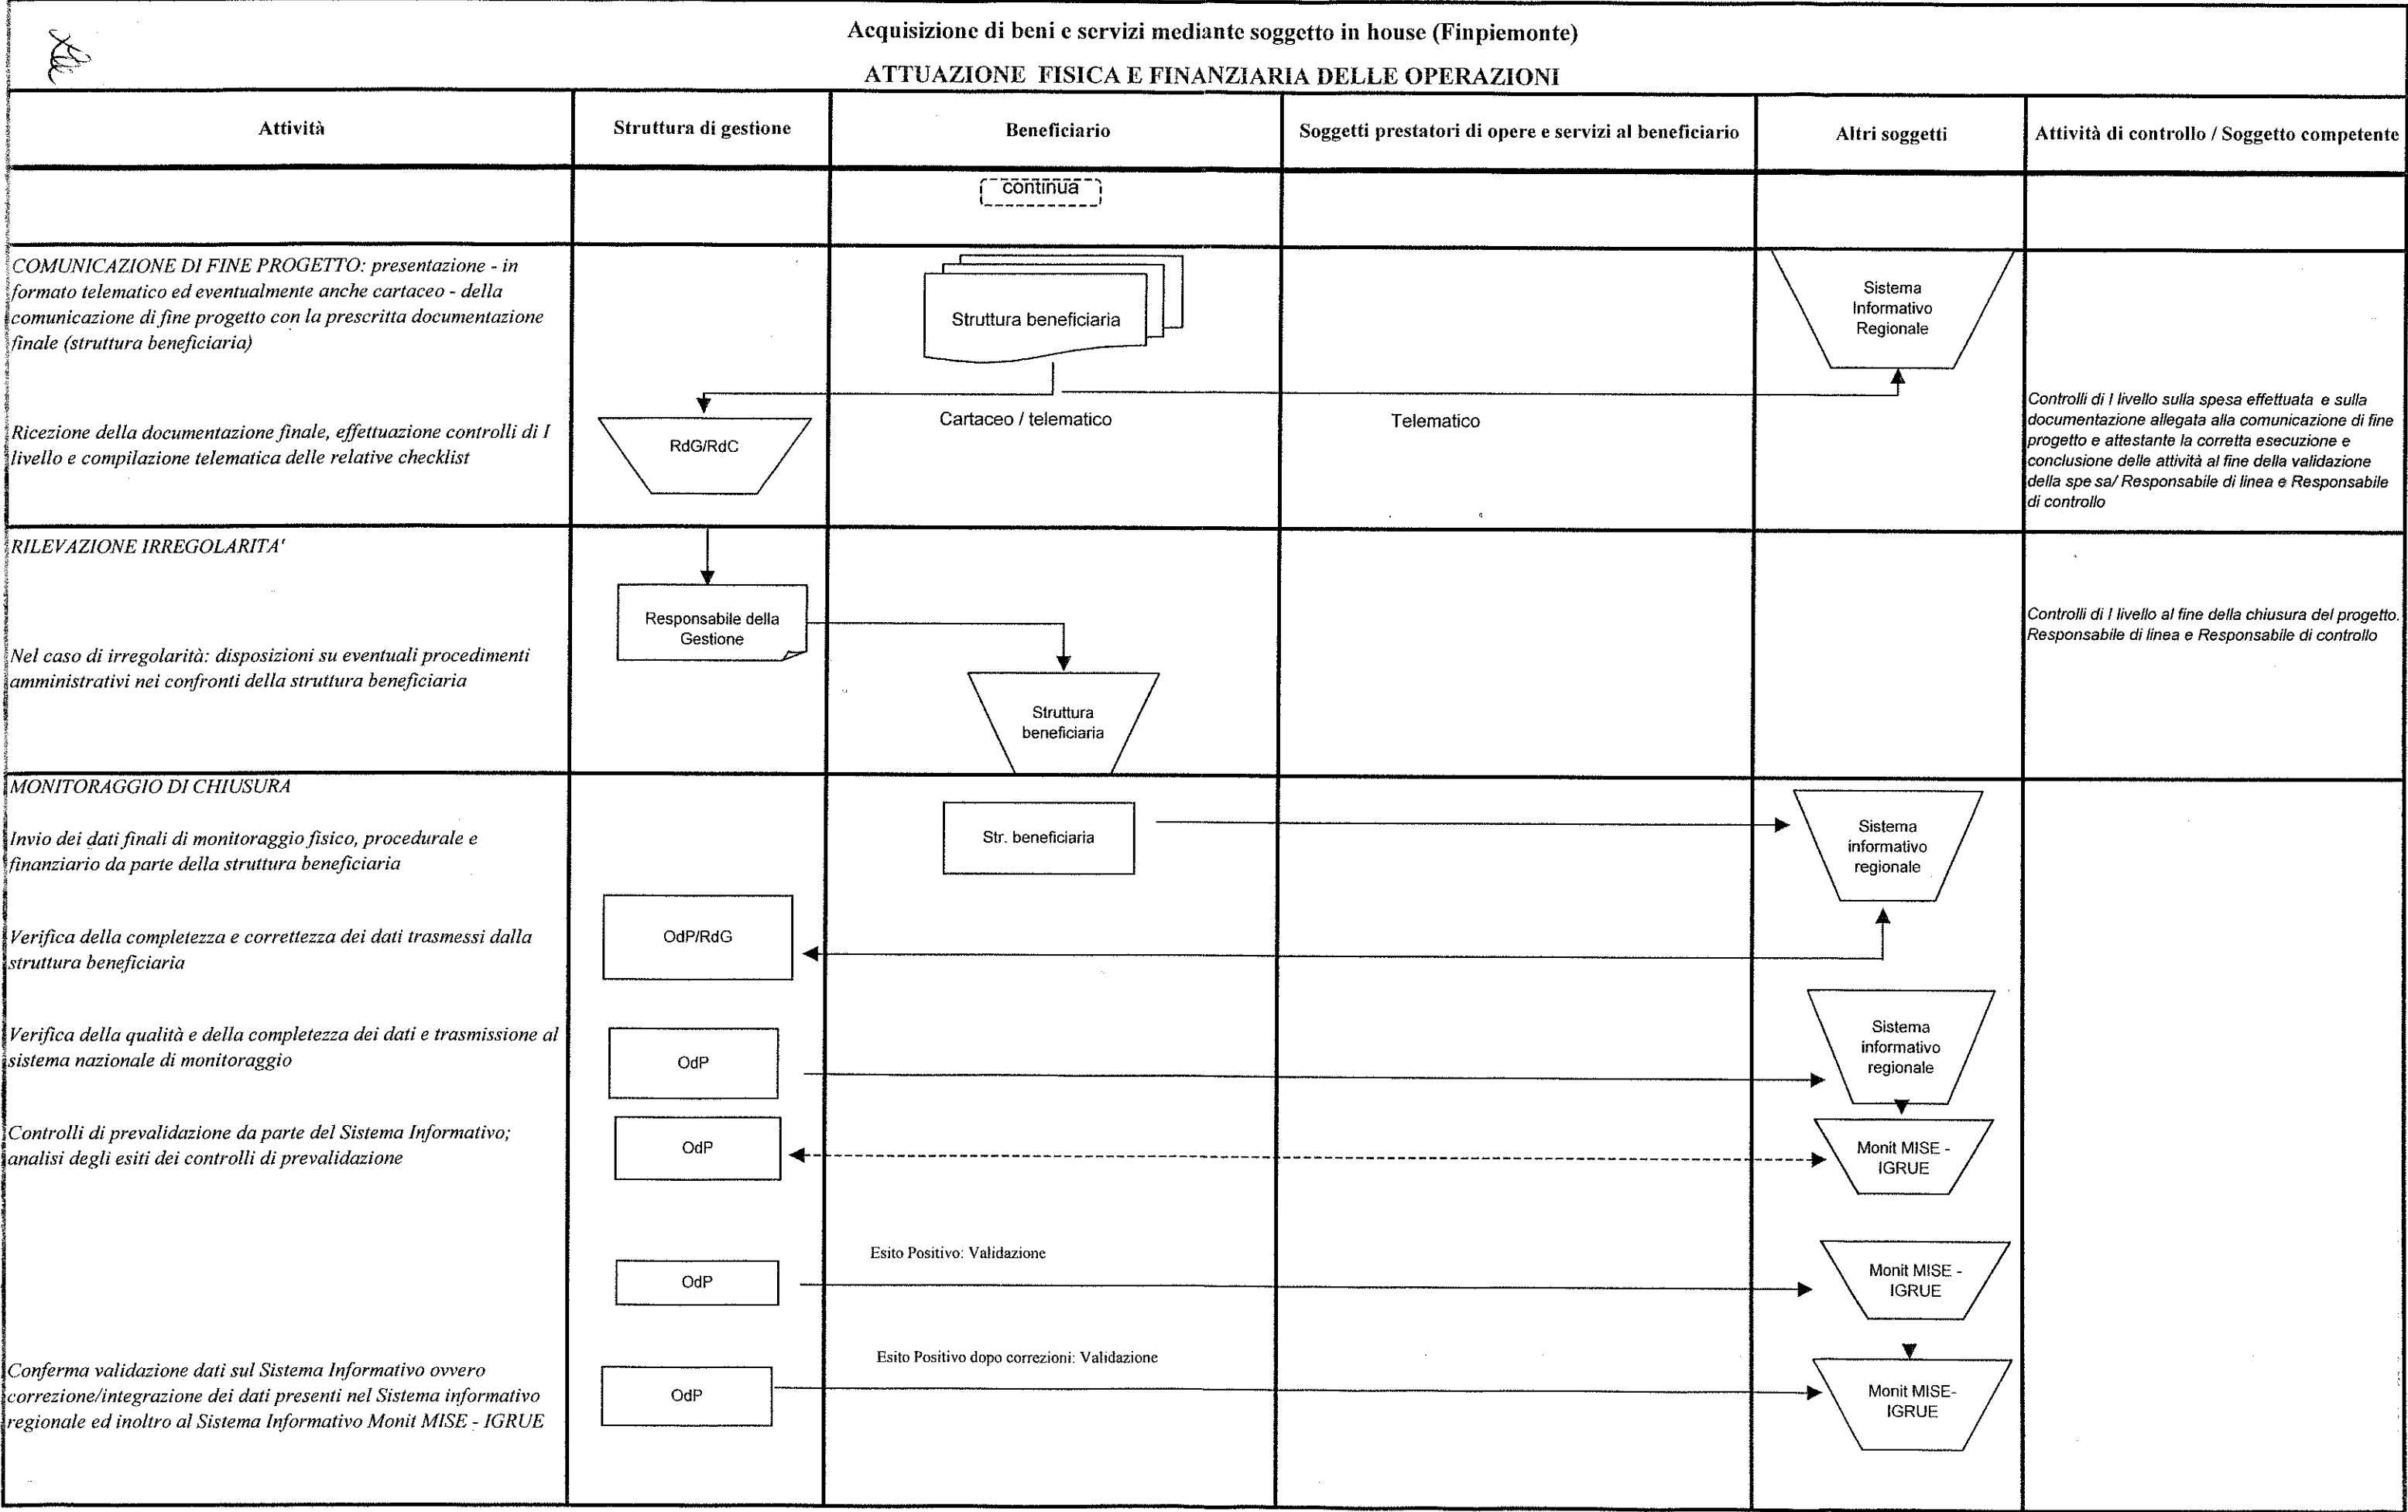 Acquisizione di beni e servizi mediante soggetto in house (Finpiemonte)
ATTUAZIONE FISICA E FINANZIARIA DELLE OPERAZIONI
Attività
Struttura di gestione
Beneficiario
Soggetti prestatori di opere e servizi al beneficiario
Altri soggetti
Attività di controllo / Soggetto competente
continua
COMUNICAZIONE DI FINE PROGETTO: presentazione - in
formato telematico ed eventualmente anche cartaceo - della
comunicazione di fine progetto con la prescritta documentazione
finale (struttura beneficiaria)
Struttura beneficiaria
Sistema
Informativo
Regionale
Cartaceo / telematico
Telematico
Ricezione della documentazione finale, effettuazione controlli di I
livello e compilazione telematica delle relative checklist
RdG/RdC
Controlli di I livello sulla spesa effettuata e sulla
documentazione allegata alla comunicazione di fine
progetto e attestante la corretta esecuzione e
conclusione delle attività al fine della validazione
della spe sa/ Responsabile di linea e Responsabile
di controllo
RILEVAZIONE IRREGOLARITA'
Responsabile della
Gestione
Controlli di I livello al fine della chiusura del progetto.
Responsabile di linea e Responsabile di controllo
Nel caso di irregolarità: disposizioni su eventuali procedimenti
amministrativi nei confronti della struttura beneficiaria
Struttura
beneficiaria
MONITORAGGIO DI CHIUSURA
Invio dei dati finali di monitoraggio fisico, procedurale e
finanziario da parte della struttura beneficiaria
Str. beneficiaria
Sistema
informativo
regionale
Verifica della completezza e correttezza dei dati trasmessi dalla
struttura beneficiaria
OdP/RdG
Verifica della qualità e della completezza dei dati e trasmissione al
sistema nazionale di monitoraggio
OdP
Sistema
informativo
regionale
Controlli di prevalidazione da parte del Sistema Informativo;
analisi degli esiti dei controlli di prevalidazione
OdP
Monit MISE -
IGRUE
Esito Positivo: Validazione
OdP
Monit MISE -
IGRUE
Esito Positivo dopo correzioni: Validazione
Conferma validazione dati sul Sistema Informativo ovvero
correzione/integrazione dei dati presenti nel Sistema informativo
regionale ed inoltro al Sistema Informativo Monit MISE - IGRUE
OdP
Monit MISE-
IGRUE